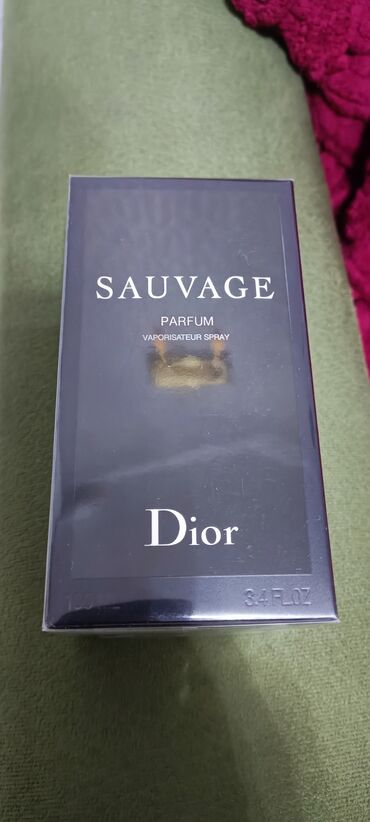 SAUVAGE
PARFUM
VAPORISATEUR SPRAY
Dior
3.4 FL.OZ